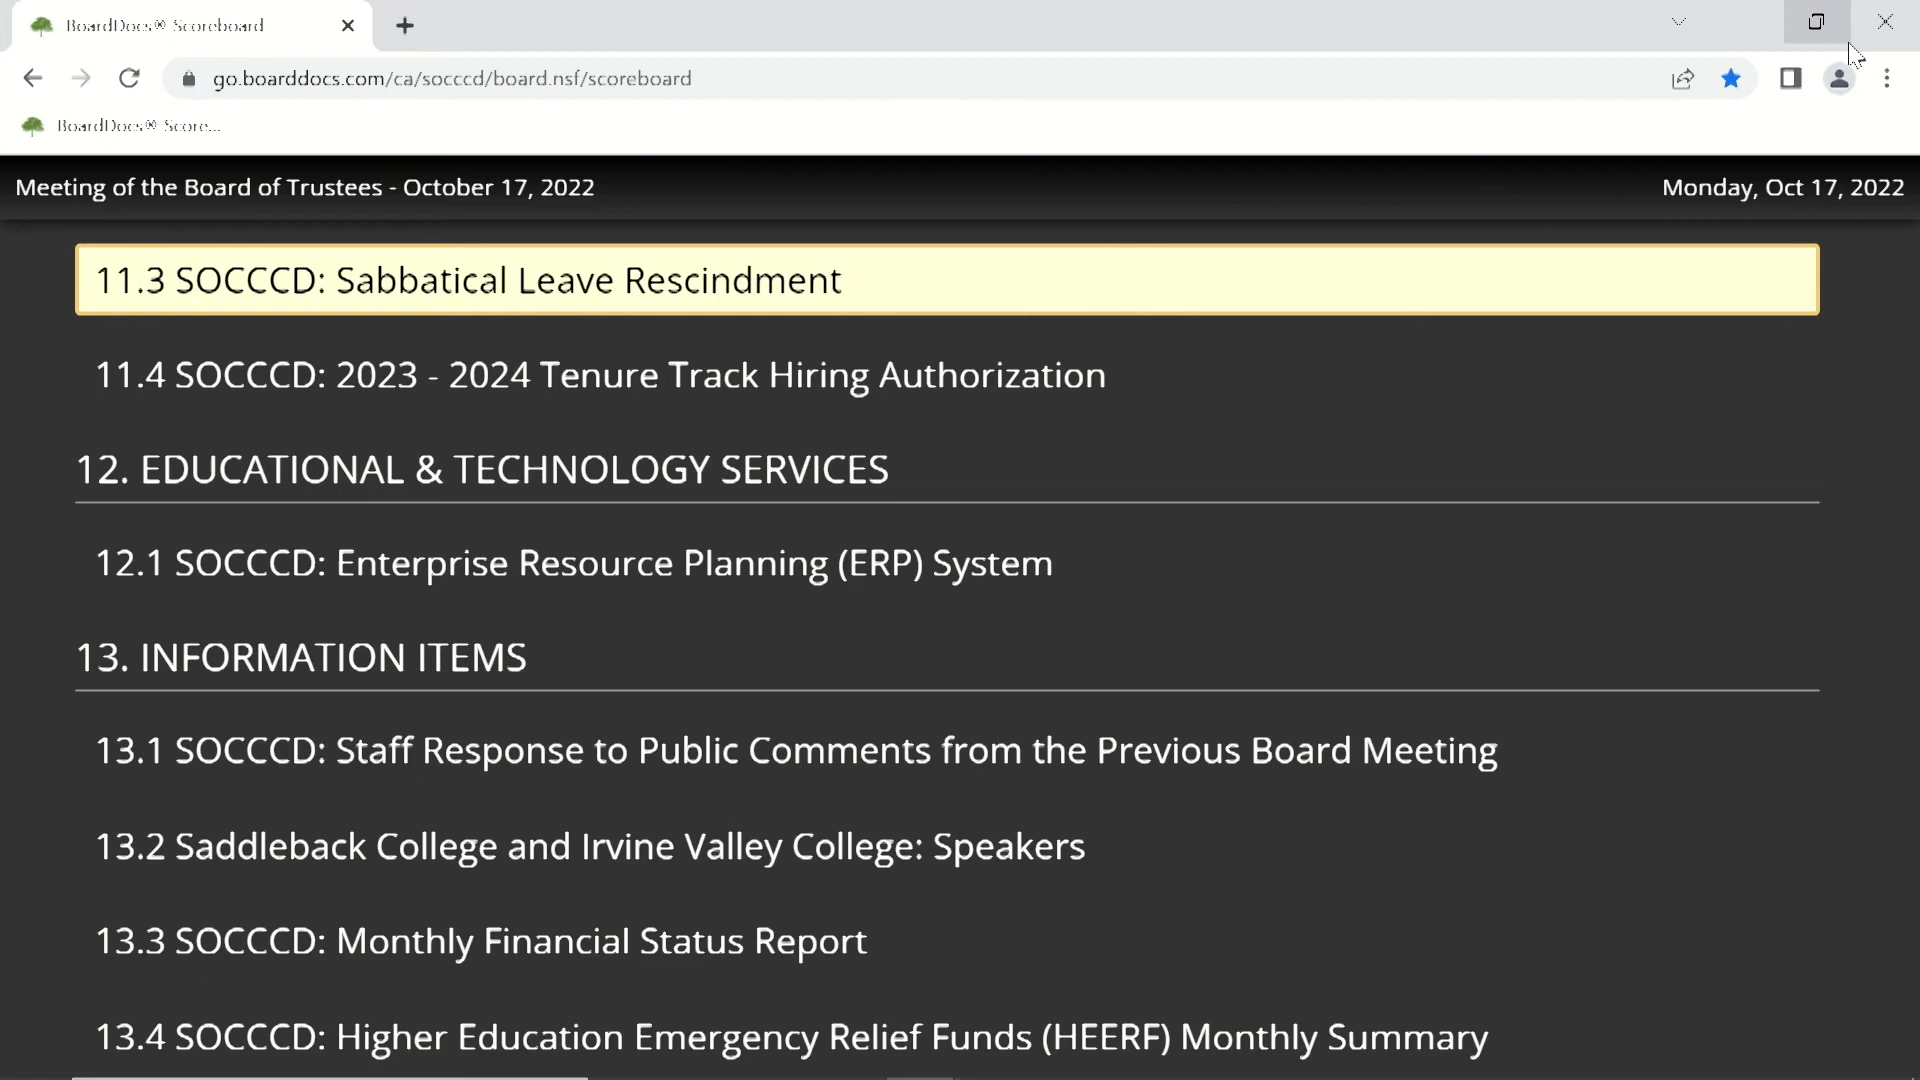 BoardDocs® Scoreboard
go.boarddocs.com/ca/socccd/board.nsf/scoreboard
BoardDocs® Score...
Meeting of the Board of Trustees - October 17, 2022
Monday, Oct 17, 2022
11.3 SOCCCD: Sabbatical Leave Rescindment
11.4 SOCCCD: 2023 - 2024 Tenure Track Hiring Authorization
12. EDUCATIONAL & TECHNOLOGY SERVICES
12.1 SOCCCD: Enterprise Resource Planning (ERP) System
13. INFORMATION ITEMS
13.1 SOCCCD: Staff Response to Public Comments from the Previous Board Meeting
13.2 Saddleback College and Irvine Valley College: Speakers
13.3 SOCCCD: Monthly Financial Status Report
13.4 SOCCCD: Higher Education Emergency Relief Funds (HEERF) Monthly Summary